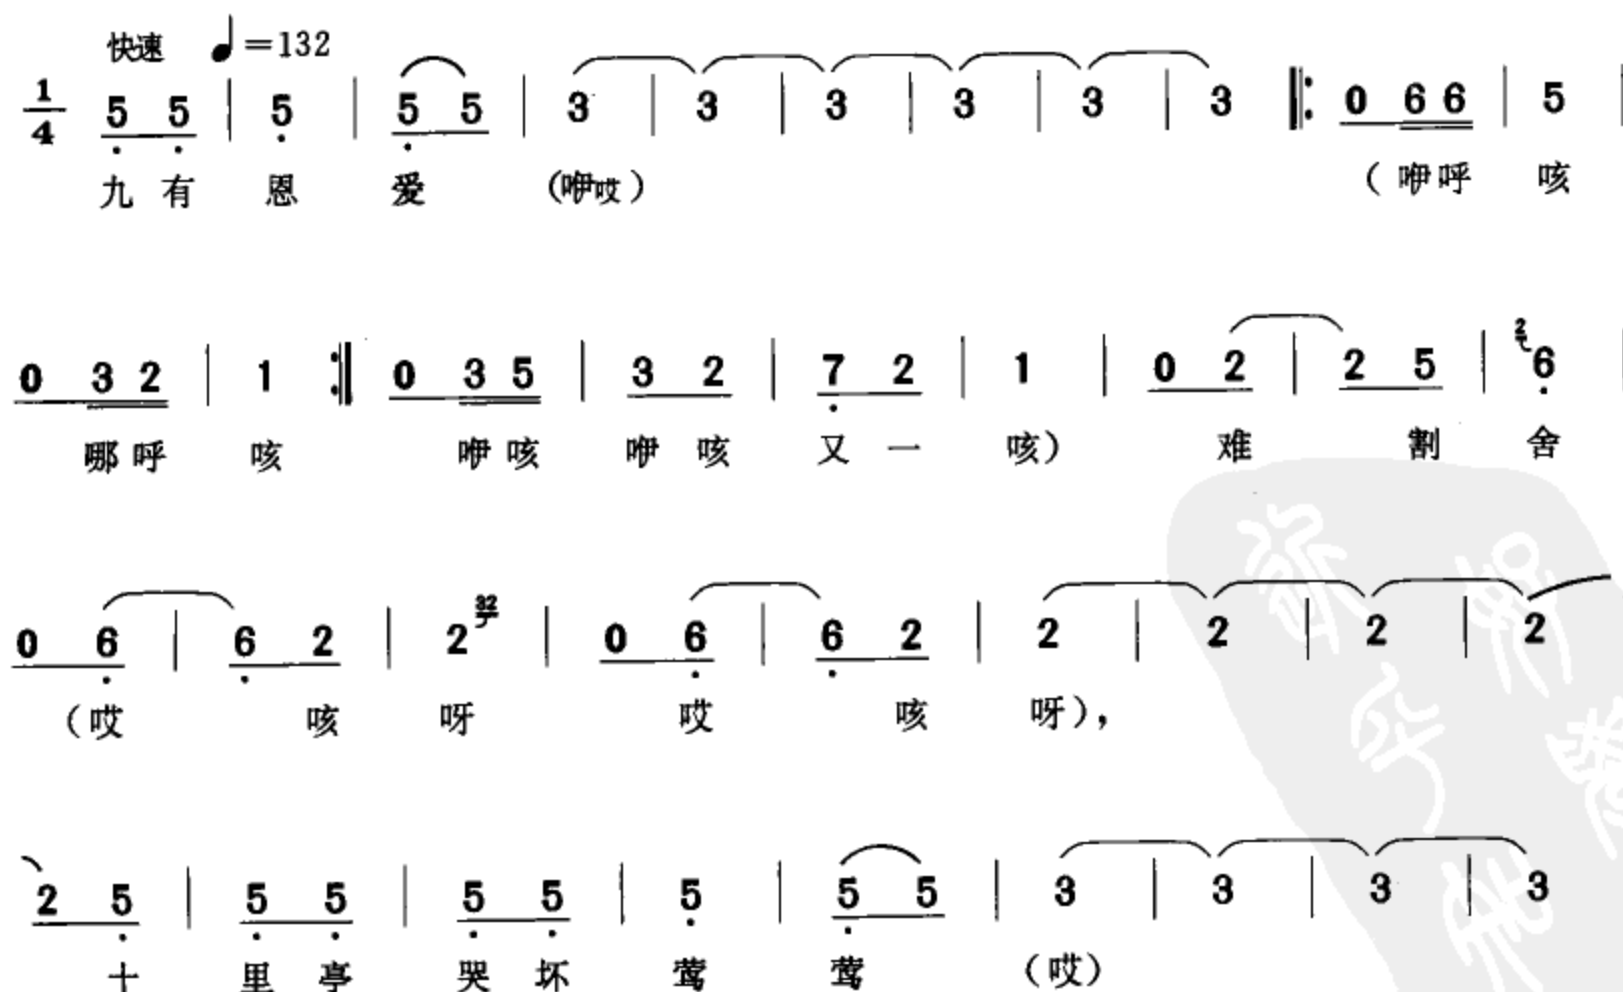 快速 ♩=132
1/4 5 5 | 5 | 5 5 | 3 | 3 | 3 | 3 | 3 | 3 ‖: 0 6 6 | 5 |
九 有 恩 爱 (咿哎) (咿 呼 咳
0 3 2 | 1 :‖ 0 3 5 | 3 2 | 7 2 | 1 | 0 2 | 2 5 | 2 6 |
哪 呼 咳 咿 咳 咿 咳 又 一 咳) 难 割 舍
0 6 | 6 2 | 2 32 | 0 6 | 6 2 | 2 | 2 | 2 | 2
(哎 咳 呀 哎 咳 呀),
2 5 | 5 5 | 5 5 | 5 | 5 5 | 3 | 3 | 3 | 3
十 里 亭 哭 坏 莺 莺 (哎)